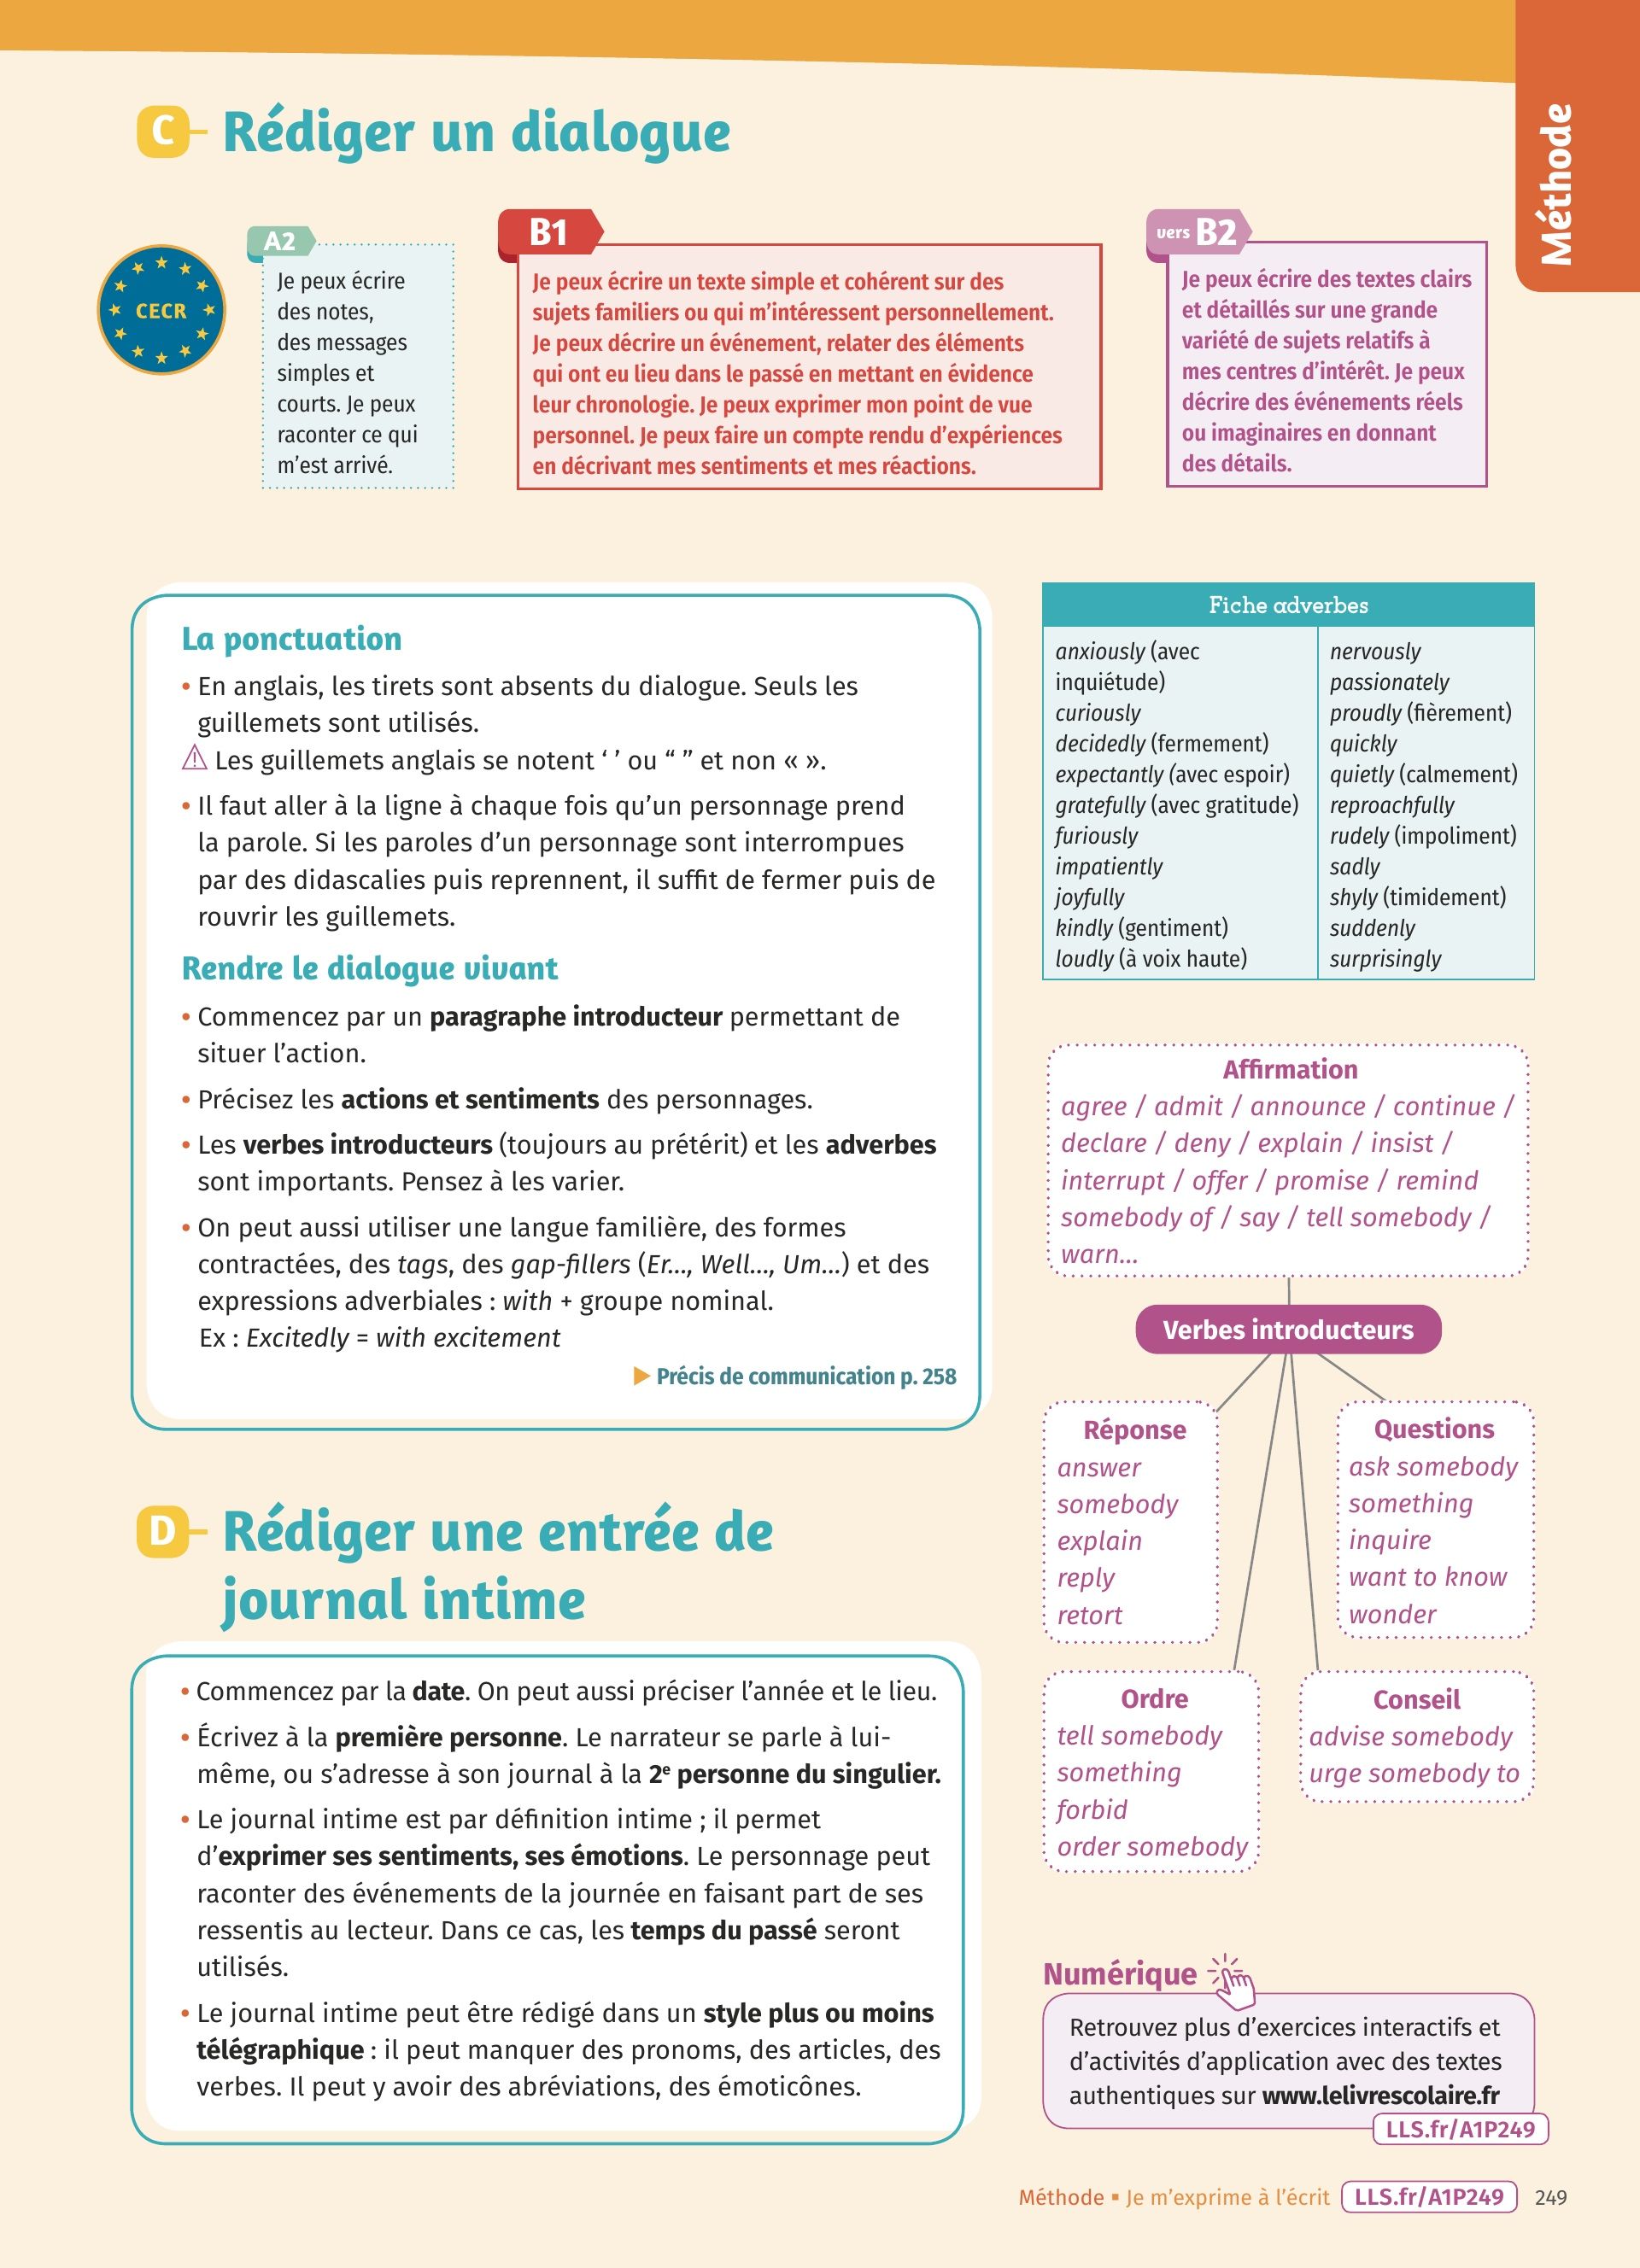 Méthode
C Rédiger un dialogue
CECR
A2
Je peux écrire
des notes,
des messages
simples et
courts. Je peux
raconter ce qui
m’est arrivé.
B1
Je peux écrire un texte simple et cohérent sur des
sujets familiers ou qui m’intéressent personnellement.
Je peux décrire un événement, relater des éléments
qui ont eu lieu dans le passé en mettant en évidence
leur chronologie. Je peux exprimer mon point de vue
personnel. Je peux faire un compte rendu d’expériences
en décrivant mes sentiments et mes réactions.
vers B2
Je peux écrire des textes clairs
et détaillés sur une grande
variété de sujets relatifs à
mes centres d’intérêt. Je peux
décrire des événements réels
ou imaginaires en donnant
des détails.
La ponctuation
• En anglais, les tirets sont absents du dialogue. Seuls les
guillemets sont utilisés.
⚠ Les guillemets anglais se notent ‘ ’ ou “ ” et non « ».
• Il faut aller à la ligne à chaque fois qu’un personnage prend
la parole. Si les paroles d’un personnage sont interrompues
par des didascalies puis reprennent, il suffit de fermer puis de
rouvrir les guillemets.
Rendre le dialogue vivant
• Commencez par un paragraphe introducteur permettant de
situer l’action.
• Précisez les actions et sentiments des personnages.
• Les verbes introducteurs (toujours au prétérit) et les adverbes
sont importants. Pensez à les varier.
• On peut aussi utiliser une langue familière, des formes
contractées, des tags, des gap-fillers (Er…, Well…, Um…) et des
expressions adverbiales : with + groupe nominal.
Ex : Excitedly = with excitement
▶ Précis de communication p. 258
Fiche adverbes
anxiously (avec
inquiétude)
curiously
decidedly (fermement)
expectantly (avec espoir)
gratefully (avec gratitude)
furiously
impatiently
joyfully
kindly (gentiment)
loudly (à voix haute)
nervously
passionately
proudly (fièrement)
quickly
quietly (calmement)
reproachfully
rudely (impoliment)
sadly
shyly (timidement)
suddenly
surprisingly
Affirmation
agree / admit / announce / continue /
declare / deny / explain / insist /
interrupt / offer / promise / remind
somebody of / say / tell somebody /
warn…
Verbes introducteurs
Réponse
answer
somebody
explain
reply
retort
Questions
ask somebody
something
inquire
want to know
wonder
Ordre
tell somebody
something
forbid
order somebody
Conseil
advise somebody
urge somebody to
D Rédiger une entrée de
journal intime
• Commencez par la date. On peut aussi préciser l’année et le lieu.
• Écrivez à la première personne. Le narrateur se parle à lui-
même, ou s’adresse à son journal à la 2e personne du singulier.
• Le journal intime est par définition intime ; il permet
d’exprimer ses sentiments, ses émotions. Le personnage peut
raconter des événements de la journée en faisant part de ses
ressentis au lecteur. Dans ce cas, les temps du passé seront
utilisés.
• Le journal intime peut être rédigé dans un style plus ou moins
télégraphique : il peut manquer des pronoms, des articles, des
verbes. Il peut y avoir des abréviations, des émoticônes.
Numérique
Retrouvez plus d’exercices interactifs et
d’activités d’application avec des textes
authentiques sur www.lelivrescolaire.fr
LLS.fr/A1P249
Méthode ▪ Je m’exprime à l’écrit LLS.fr/A1P249 249